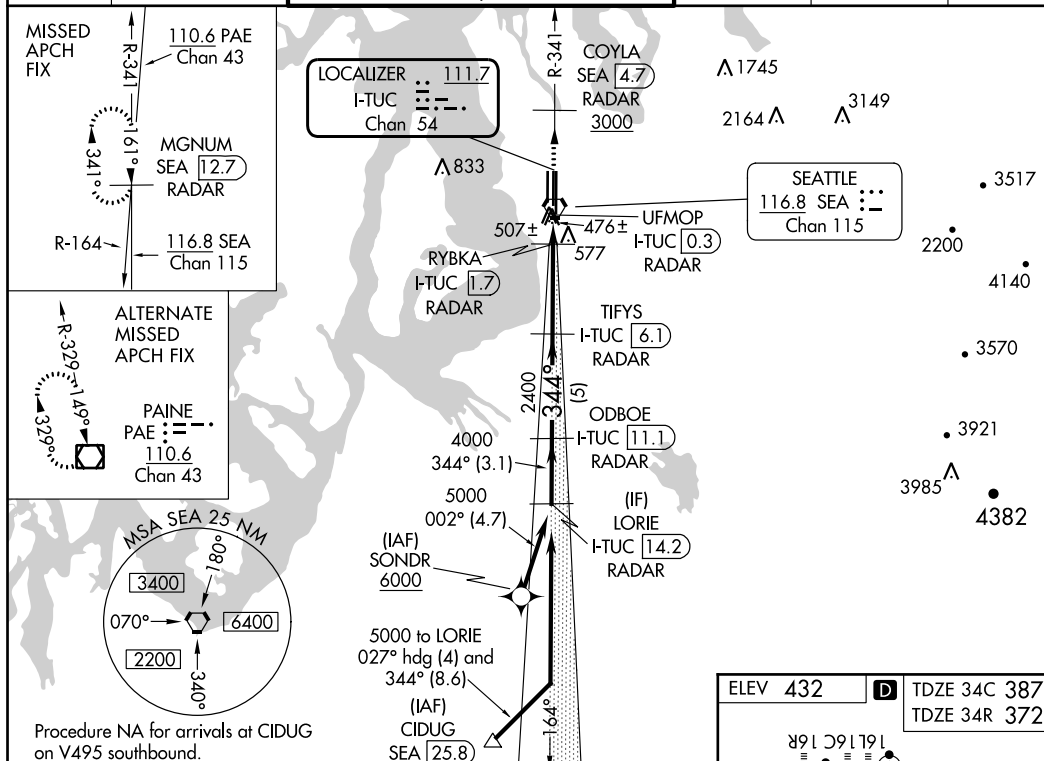 MISSED
APCH
FIX
R-341
110.6 PAE
Chan 43
161°
341°
MGNUM
SEA 12.7
RADAR
R-164
116.8 SEA
Chan 115
ALTERNATE
MISSED
APCH FIX
R-329
149°
329°
PAINE
PAE
110.6
Chan 43
MSA SEA 25 NM
180°
3400
070°
6400
2200
340°
Procedure NA for arrivals at CIDUG
on V495 southbound.
LOCALIZER 111.7
I-TUC
Chan 54
R-341
COYLA
SEA 4.7
RADAR
3000
1745
2164
3149
833
SEATTLE
116.8 SEA
Chan 115
3517
2200
4140
3570
3921
3985
4382
507±
476±
577
UFMOP
I-TUC 0.3
RADAR
RYBKA
I-TUC 1.7
RADAR
TIFYS
I-TUC 6.1
RADAR
2400
344°
(5)
ODBOE
I-TUC 11.1
RADAR
4000
344° (3.1)
5000
002° (4.7)
(IF)
LORIE
I-TUC 14.2
RADAR
(IAF)
SONDR
6000
5000 to LORIE
027° hdg (4) and
344° (8.6)
(IAF)
CIDUG
SEA 25.8
164°
ELEV 432
D
TDZE 34C 387
TDZE 34R 372
16R
16C
16L